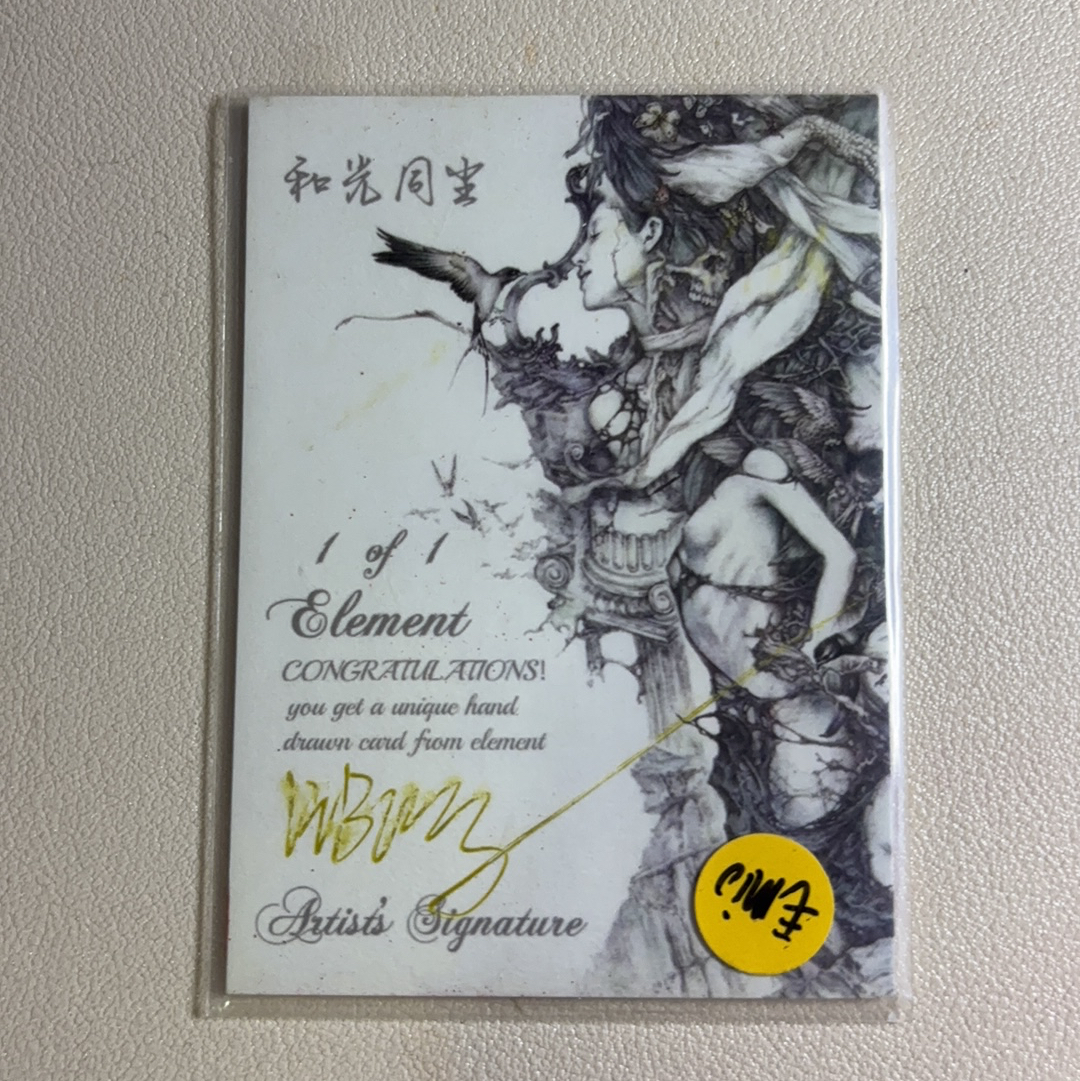 和光同尘
1 of 1
Element
CONGRATULATIONS!
you get a unique hand
drawn card from element
Artist's Signature
Emis